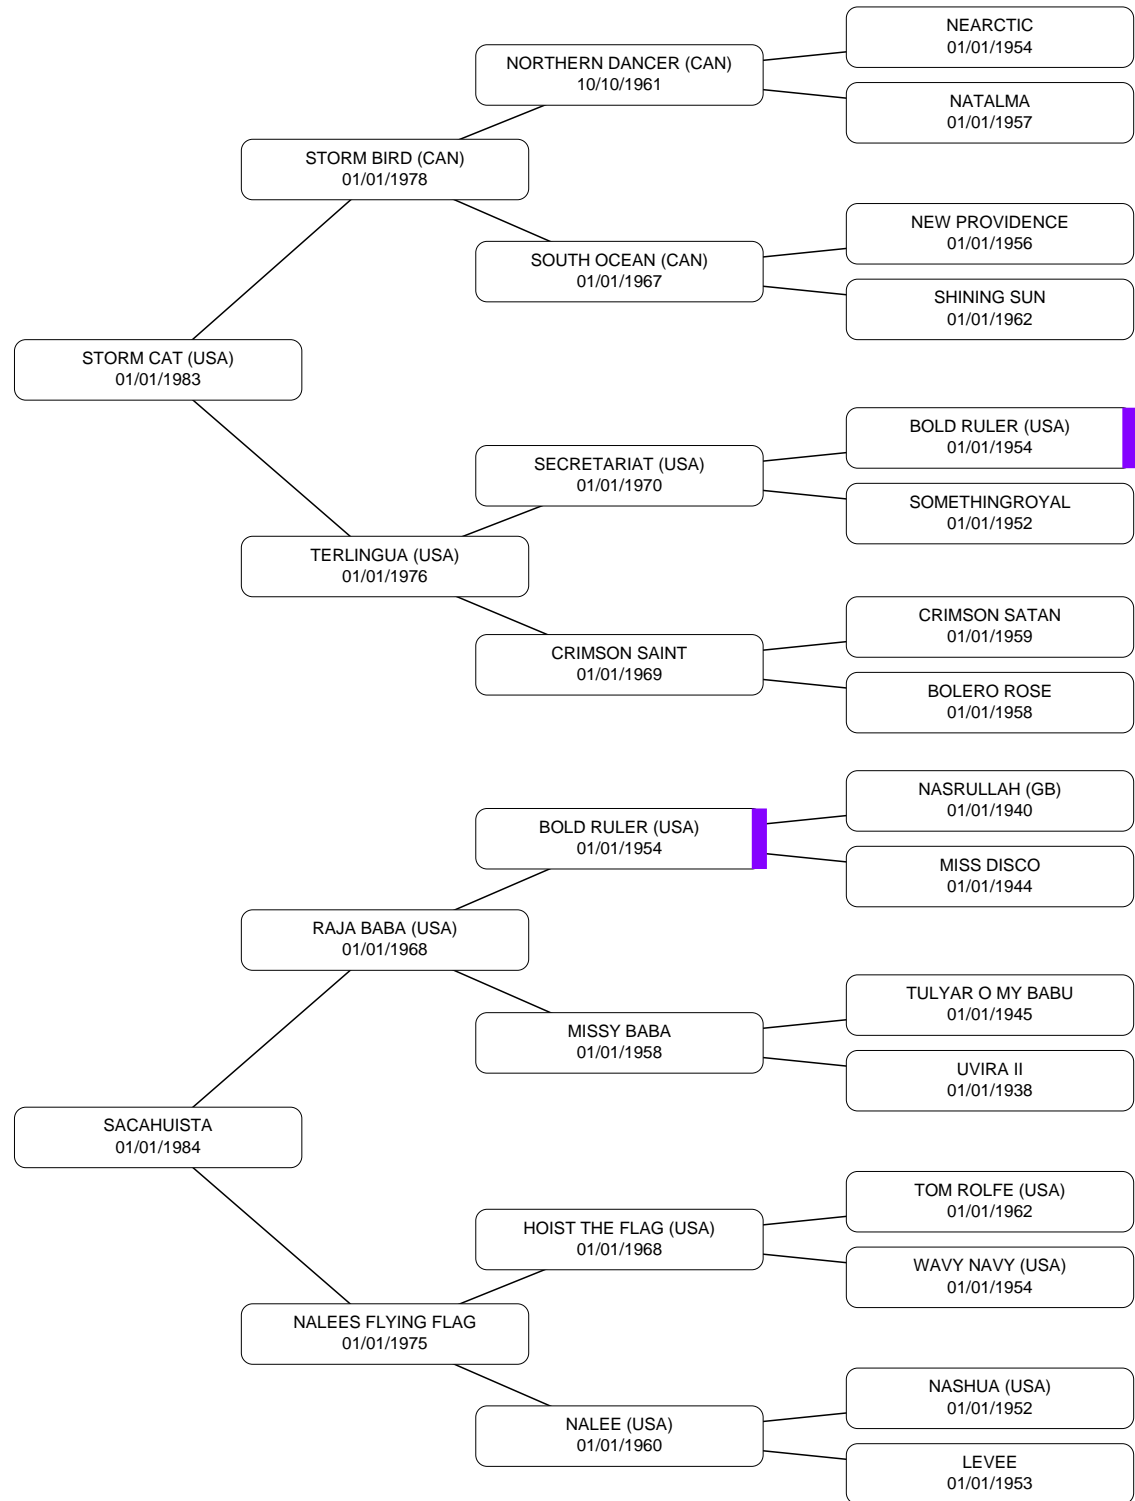 NEARCTIC
01/01/1954
NORTHERN DANCER (CAN)
10/10/1961
NATALMA
01/01/1957
STORM BIRD (CAN)
01/01/1978
NEW PROVIDENCE
01/01/1956
SOUTH OCEAN (CAN)
01/01/1967
SHINING SUN
01/01/1962
STORM CAT (USA)
01/01/1983
BOLD RULER (USA)
01/01/1954
SECRETARIAT (USA)
01/01/1970
SOMETHINGROYAL
01/01/1952
TERLINGUA (USA)
01/01/1976
CRIMSON SATAN
01/01/1959
CRIMSON SAINT
01/01/1969
BOLERO ROSE
01/01/1958
NASRULLAH (GB)
01/01/1940
BOLD RULER (USA)
01/01/1954
MISS DISCO
01/01/1944
RAJA BABA (USA)
01/01/1968
TULYAR O MY BABU
01/01/1945
MISSY BABA
01/01/1958
UVIRA II
01/01/1938
SACAHUISTA
01/01/1984
TOM ROLFE (USA)
01/01/1962
HOIST THE FLAG (USA)
01/01/1968
WAVY NAVY (USA)
01/01/1954
NALEES FLYING FLAG
01/01/1975
NASHUA (USA)
01/01/1952
NALEE (USA)
01/01/1960
LEVEE
01/01/1953